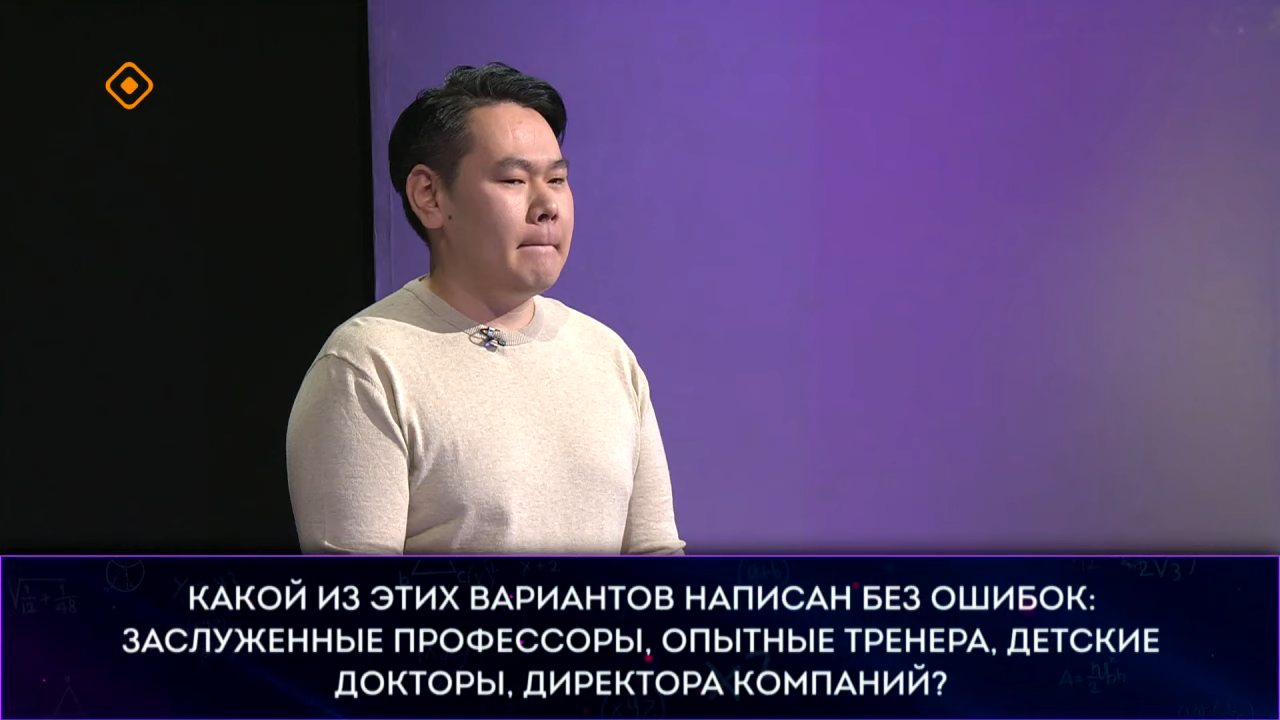 КАКОЙ ИЗ ЭТИХ ВАРИАНТОВ НАПИСАН БЕЗ ОШИБОК:
ЗАСЛУЖЕННЫЕ ПРОФЕССОРЫ, ОПЫТНЫЕ ТРЕНЕРА, ДЕТСКИЕ
ДОКТОРЫ, ДИРЕКТОРА КОМПАНИЙ?